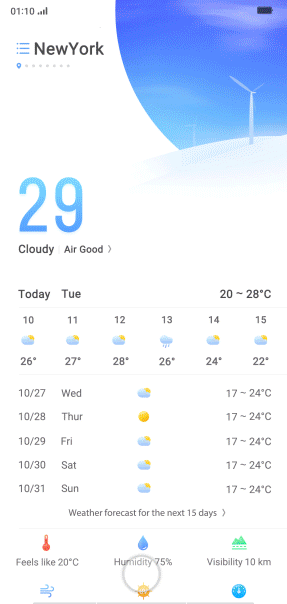 01:10
NewYork
29
Cloudy Air Good 〉
Today Tue 20 ~ 28°C
10 11 12 13 14 15
26° 27° 28° 26° 24° 22°
10/27 Wed 17 ~ 24°C
10/28 Thur 17 ~ 24°C
10/29 Fri 17 ~ 24°C
10/30 Sat 17 ~ 24°C
10/31 Sun 17 ~ 24°C
Weather forecast for the next 15 days 〉
Feels like 20°C Humidity 75% Visibility 10 km